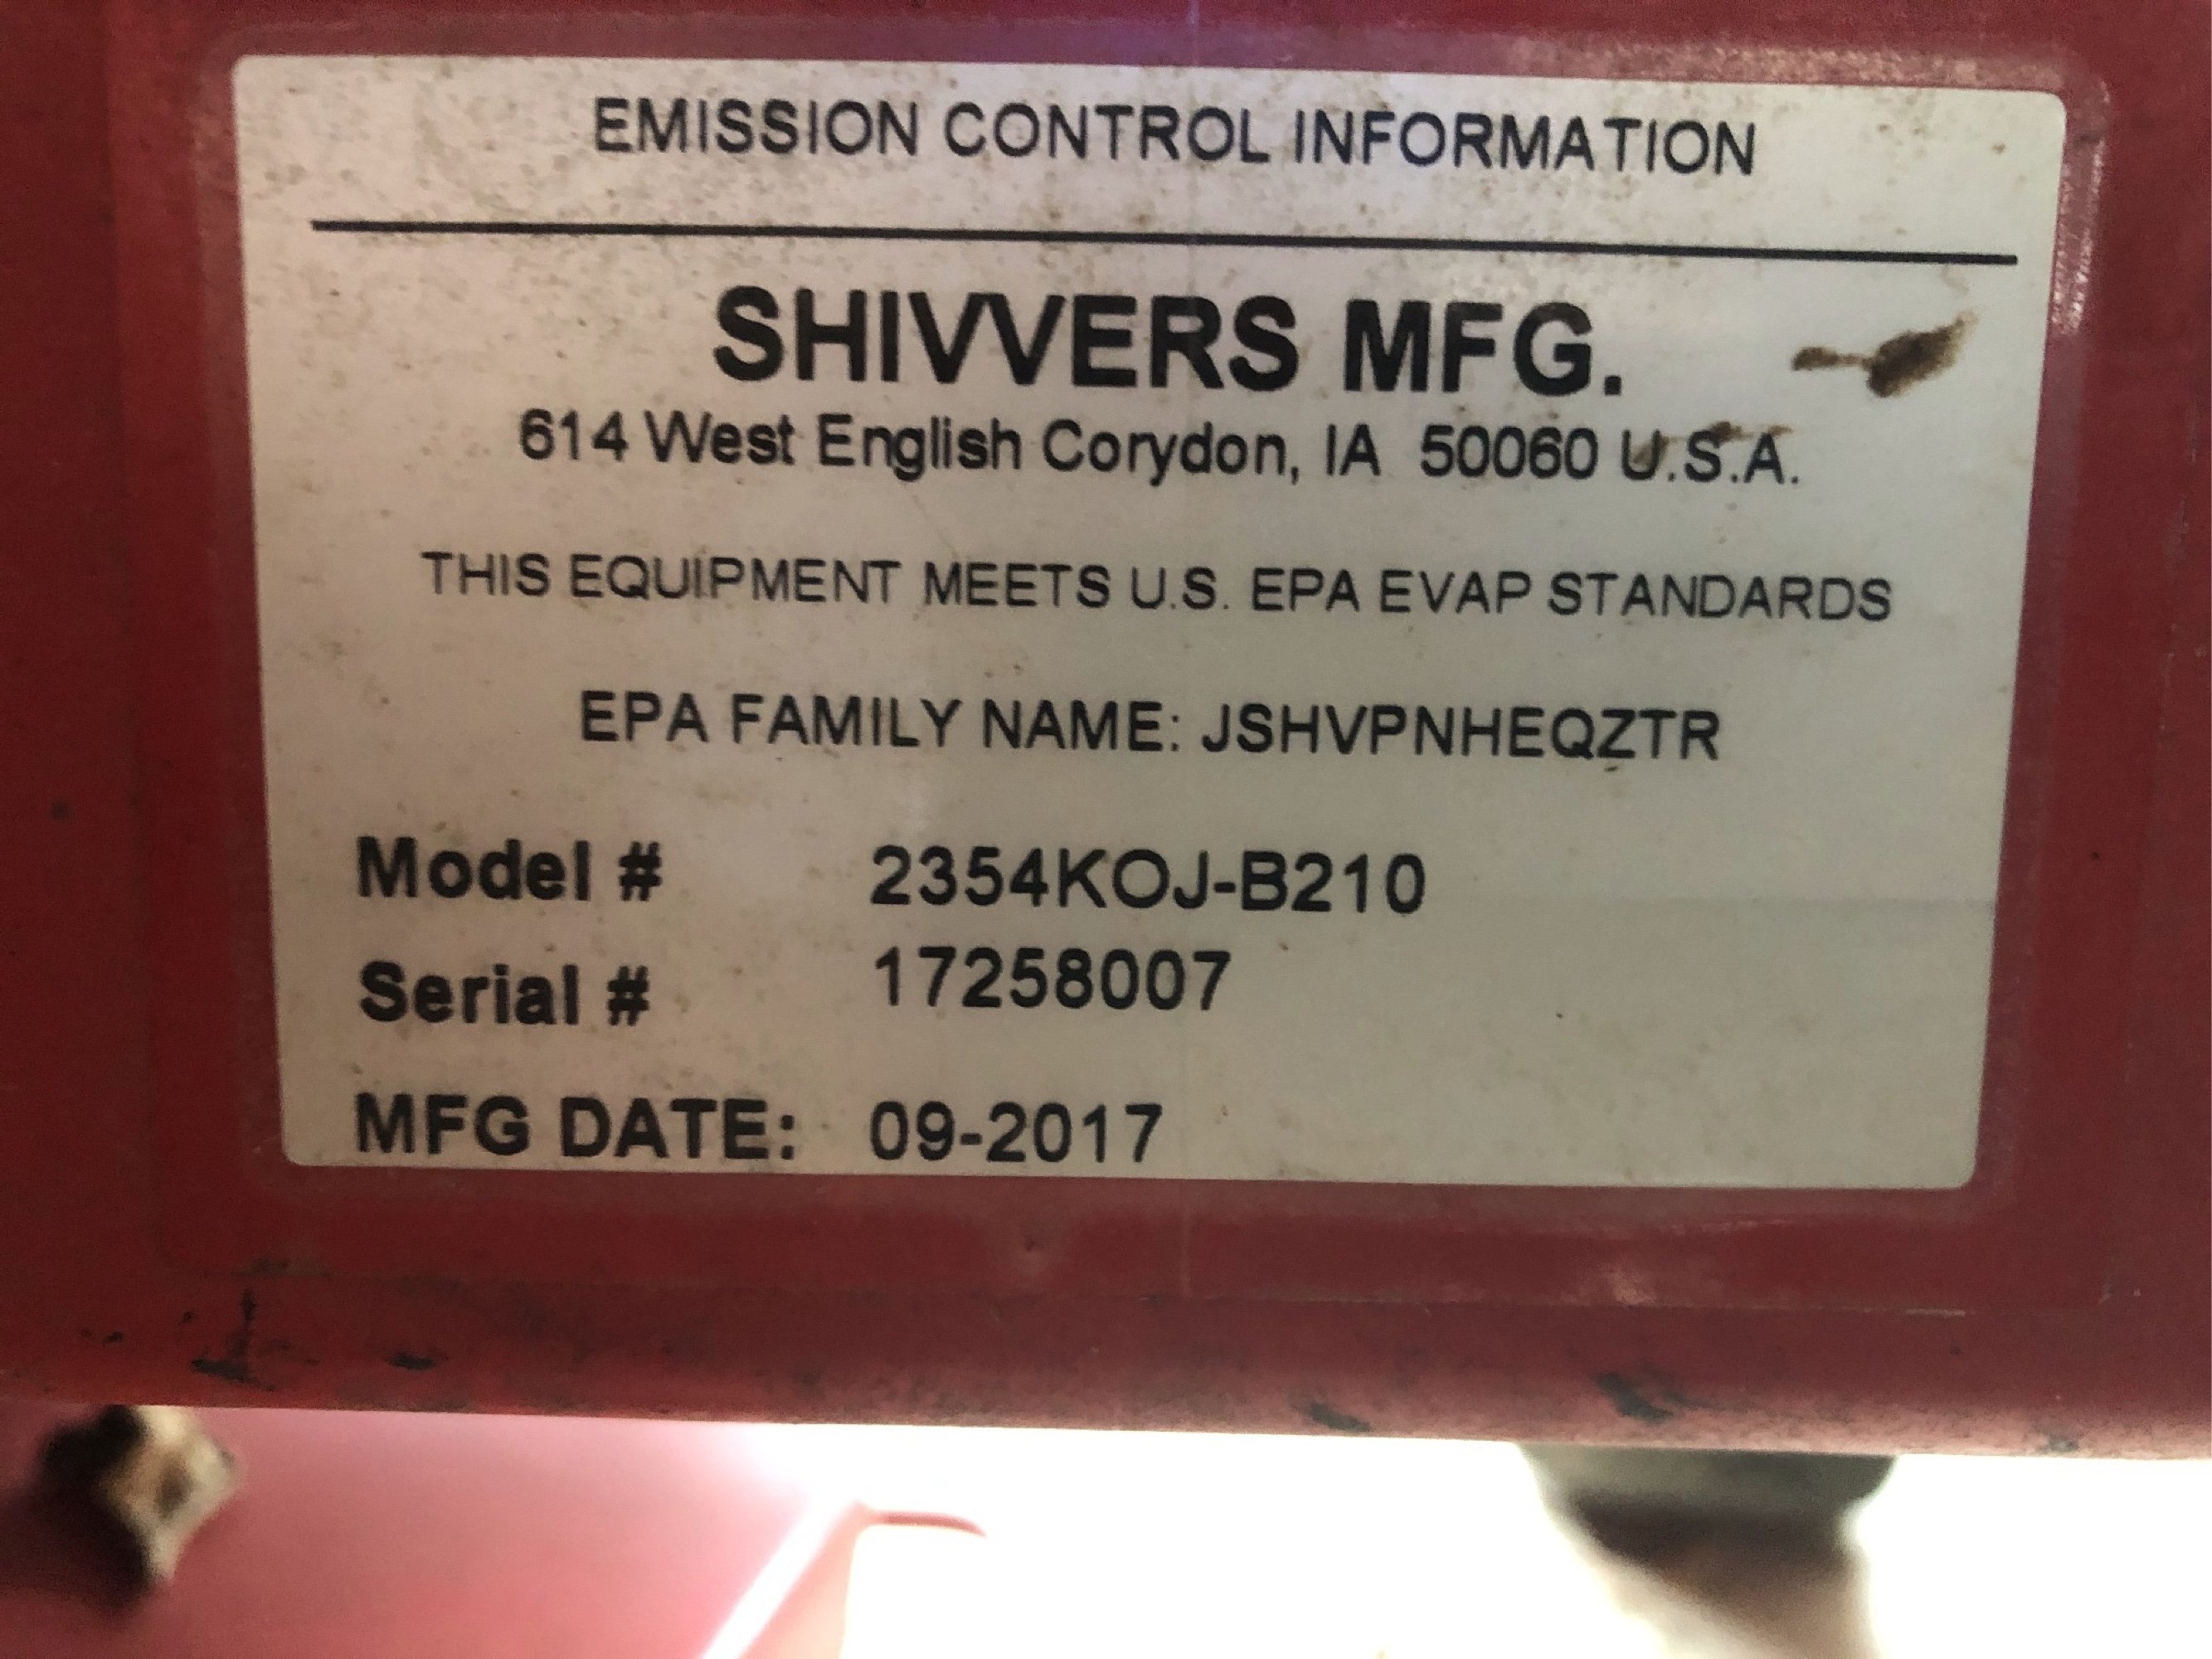 EMISSION CONTROL INFORMATION
SHIVVERS MFG.
614 West English Corydon, IA 50060 U.S.A.
THIS EQUIPMENT MEETS U.S. EPA EVAP STANDARDS
EPA FAMILY NAME: JSHVPNHEQZTR
Model # 2354KOJ-B210
Serial # 17258007
MFG DATE: 09-2017